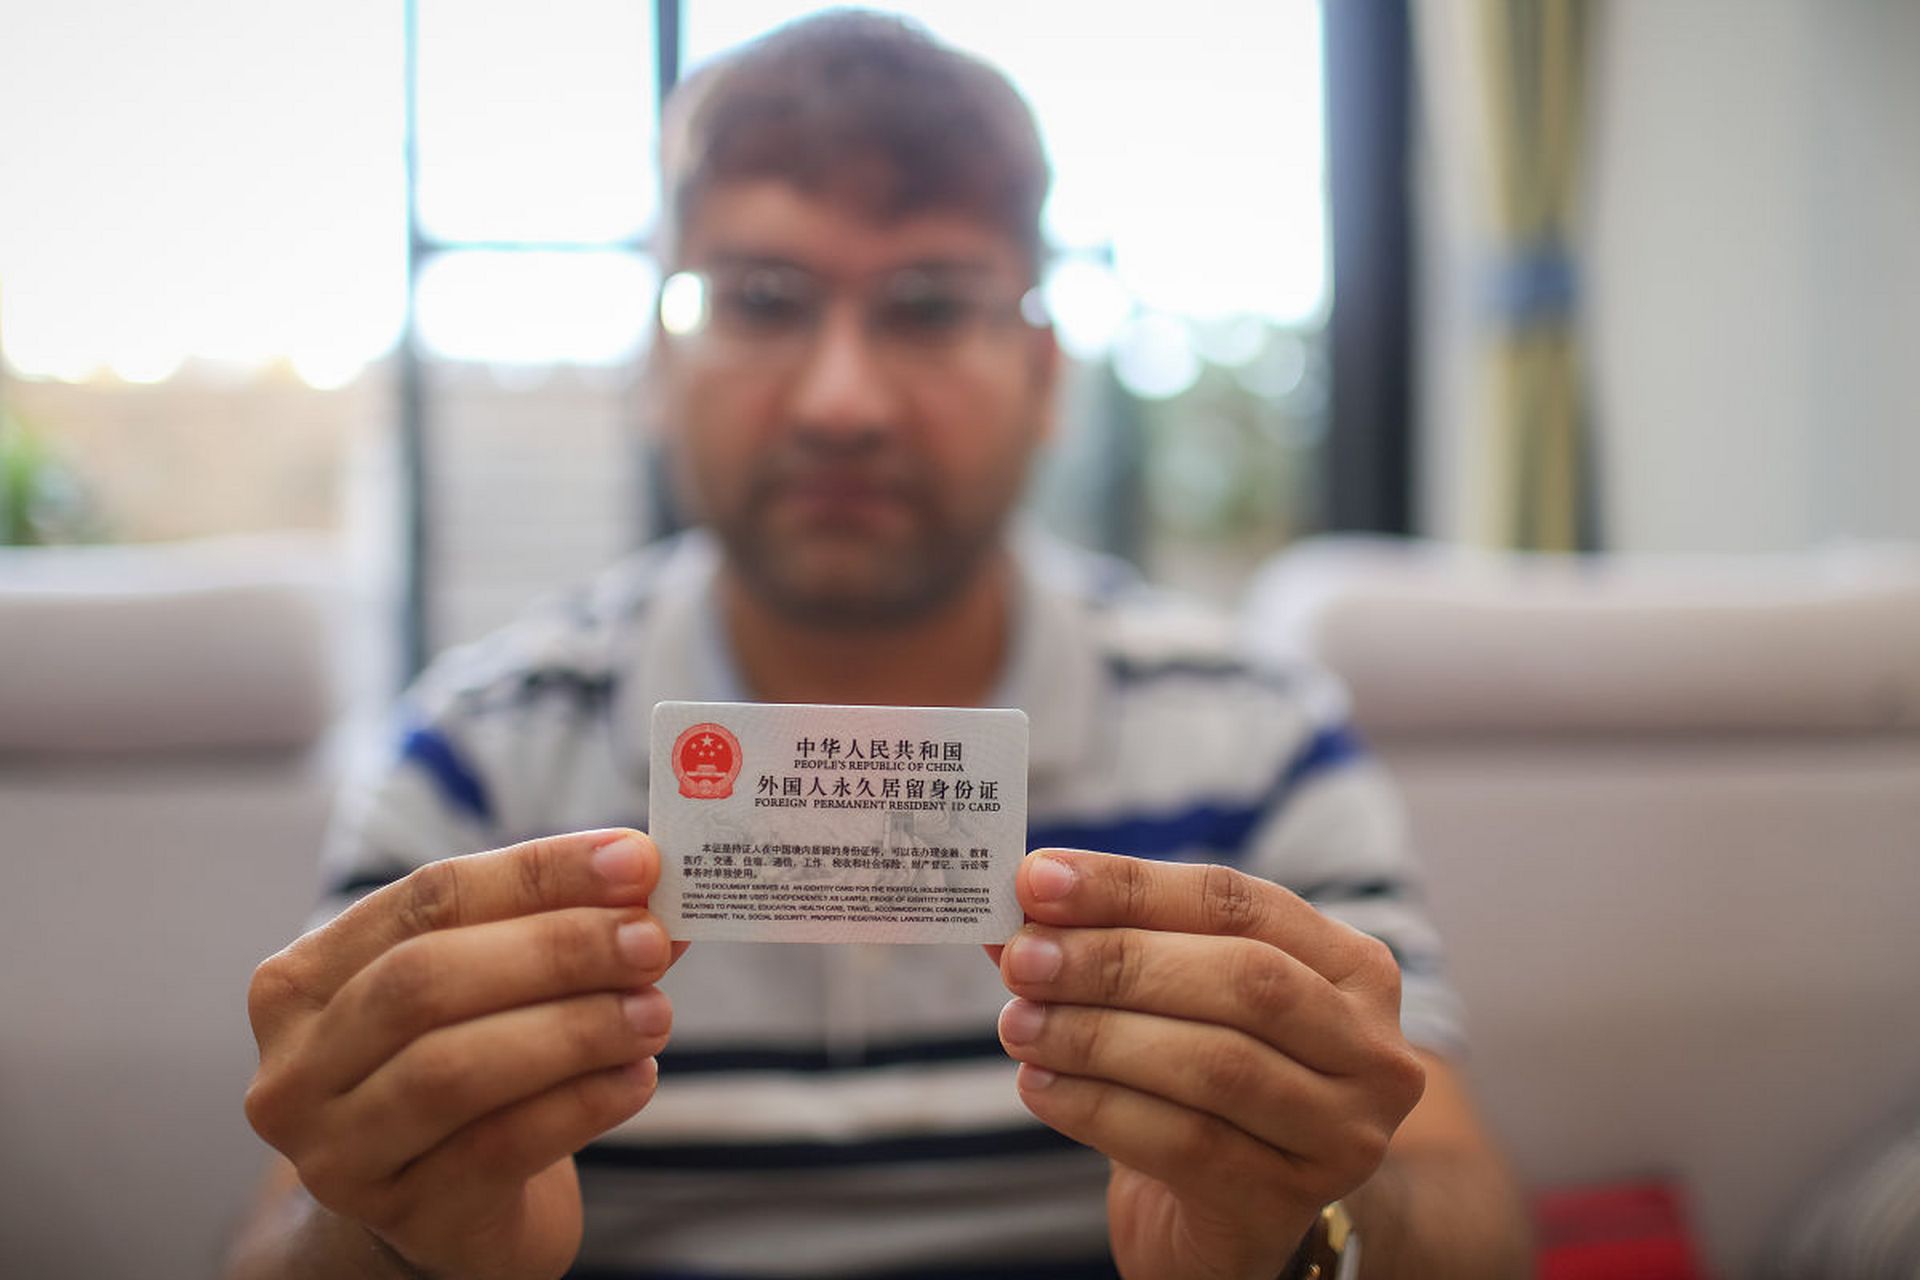 中华人民共和国
PEOPLE'S REPUBLIC OF CHINA
外国人永久居留身份证
FOREIGN PERMANENT RESIDENT ID CARD
本证是持证人在中国境内居留的身份证件，可以在办理金融、教育、
医疗、交通、住宿、通信、工作、税收和社会保险、财产登记、诉讼等
事务时单独使用。
THIS DOCUMENT SERVES AS AN IDENTITY CARD FOR THE RIGHTFUL HOLDER RESIDING IN
CHINA AND CAN BE USED INDEPENDENTLY AS LAWFUL PROOF OF IDENTITY FOR MATTERS
RELATING TO FINANCE, EDUCATION, HEALTH CARE, TRAVEL, ACCOMMODATION, COMMUNICATION,
EMPLOYMENT, TAX, SOCIAL SECURITY, PROPERTY REGISTRATION, LAWSUITS AND OTHERS.